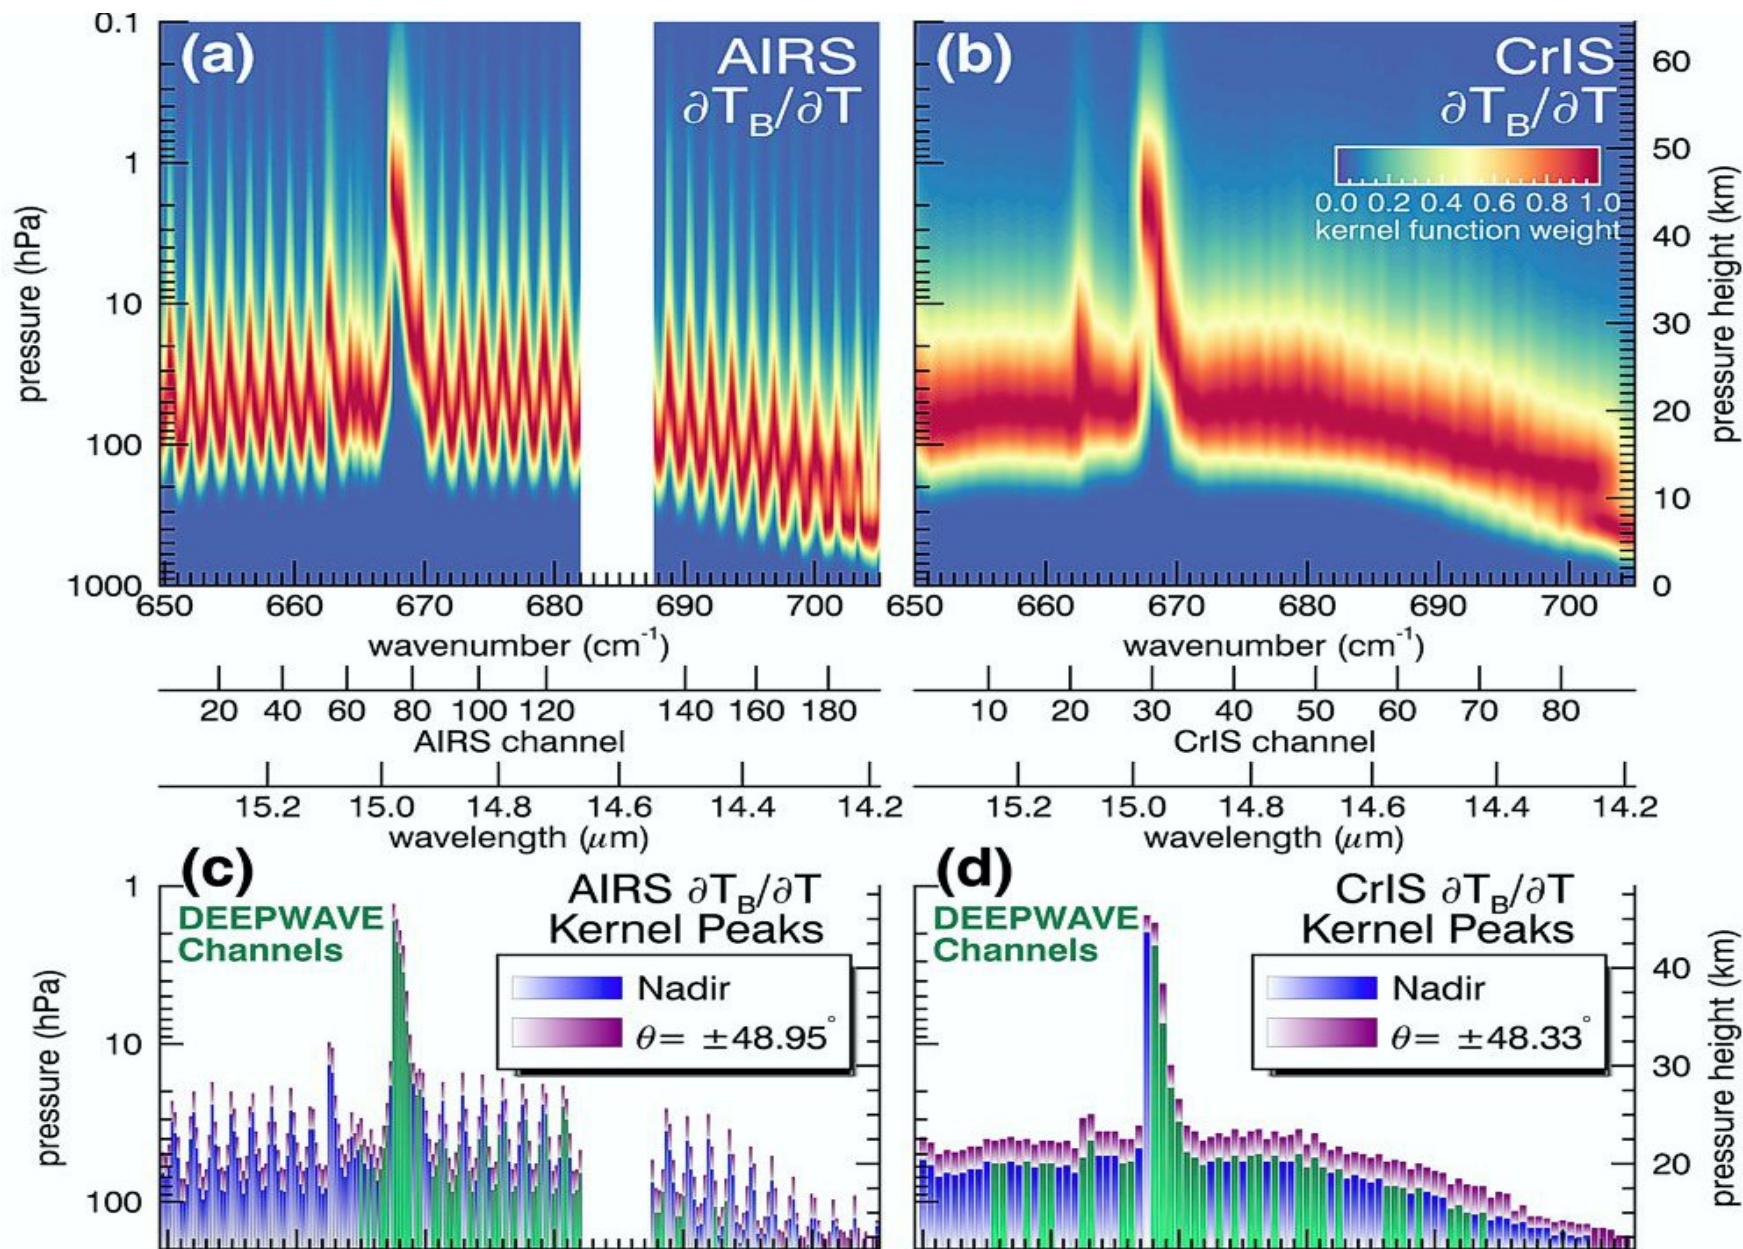 (a)
AIRS
∂T_B/∂T
(b)
CrIS
∂T_B/∂T
0.0 0.2 0.4 0.6 0.8 1.0
kernel function weight
0.1
1
10
100
1000
pressure (hPa)
60
50
40
30
20
10
0
pressure height (km)
650 660 670 680 690 700
wavenumber (cm⁻¹)
650 660 670 680 690 700
wavenumber (cm⁻¹)
20 40 60 80 100 120 140 160 180
AIRS channel
10 20 30 40 50 60 70 80
CrIS channel
15.2 15.0 14.8 14.6 14.4 14.2
wavelength (μm)
15.2 15.0 14.8 14.6 14.4 14.2
wavelength (μm)
(c)
AIRS ∂T_B/∂T
Kernel Peaks
DEEPWAVE
Channels
Nadir
θ= ±48.95°
1
10
100
pressure (hPa)
(d)
CrIS ∂T_B/∂T
Kernel Peaks
DEEPWAVE
Channels
Nadir
θ= ±48.33°
40
30
20
pressure height (km)